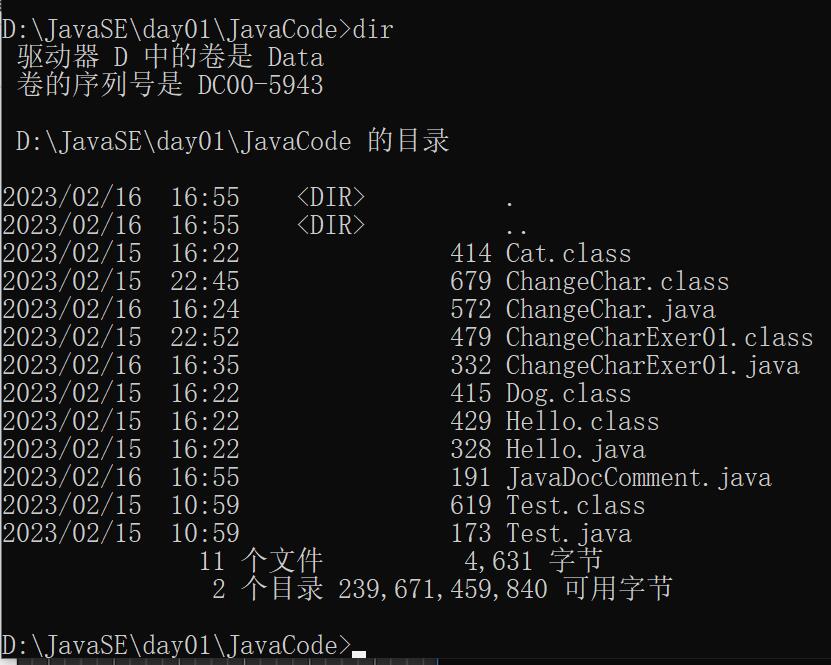 D:\JavaSE\day01\JavaCode>dir
驱动器 D 中的卷是 Data
卷的序列号是 DC00-5943
D:\JavaSE\day01\JavaCode 的目录
2023/02/16  16:55    <DIR>          .
2023/02/16  16:55    <DIR>          ..
2023/02/15  16:22               414 Cat.class
2023/02/15  22:45               679 ChangeChar.class
2023/02/16  16:24               572 ChangeChar.java
2023/02/15  22:52               479 ChangeCharExer01.class
2023/02/16  16:35               332 ChangeCharExer01.java
2023/02/15  16:22               415 Dog.class
2023/02/15  16:22               429 Hello.class
2023/02/15  16:22               328 Hello.java
2023/02/16  16:55               191 JavaDocComment.java
2023/02/15  10:59               619 Test.class
2023/02/15  10:59               173 Test.java
11 个文件          4,631 字节
2 个目录 239,671,459,840 可用字节
D:\JavaSE\day01\JavaCode>